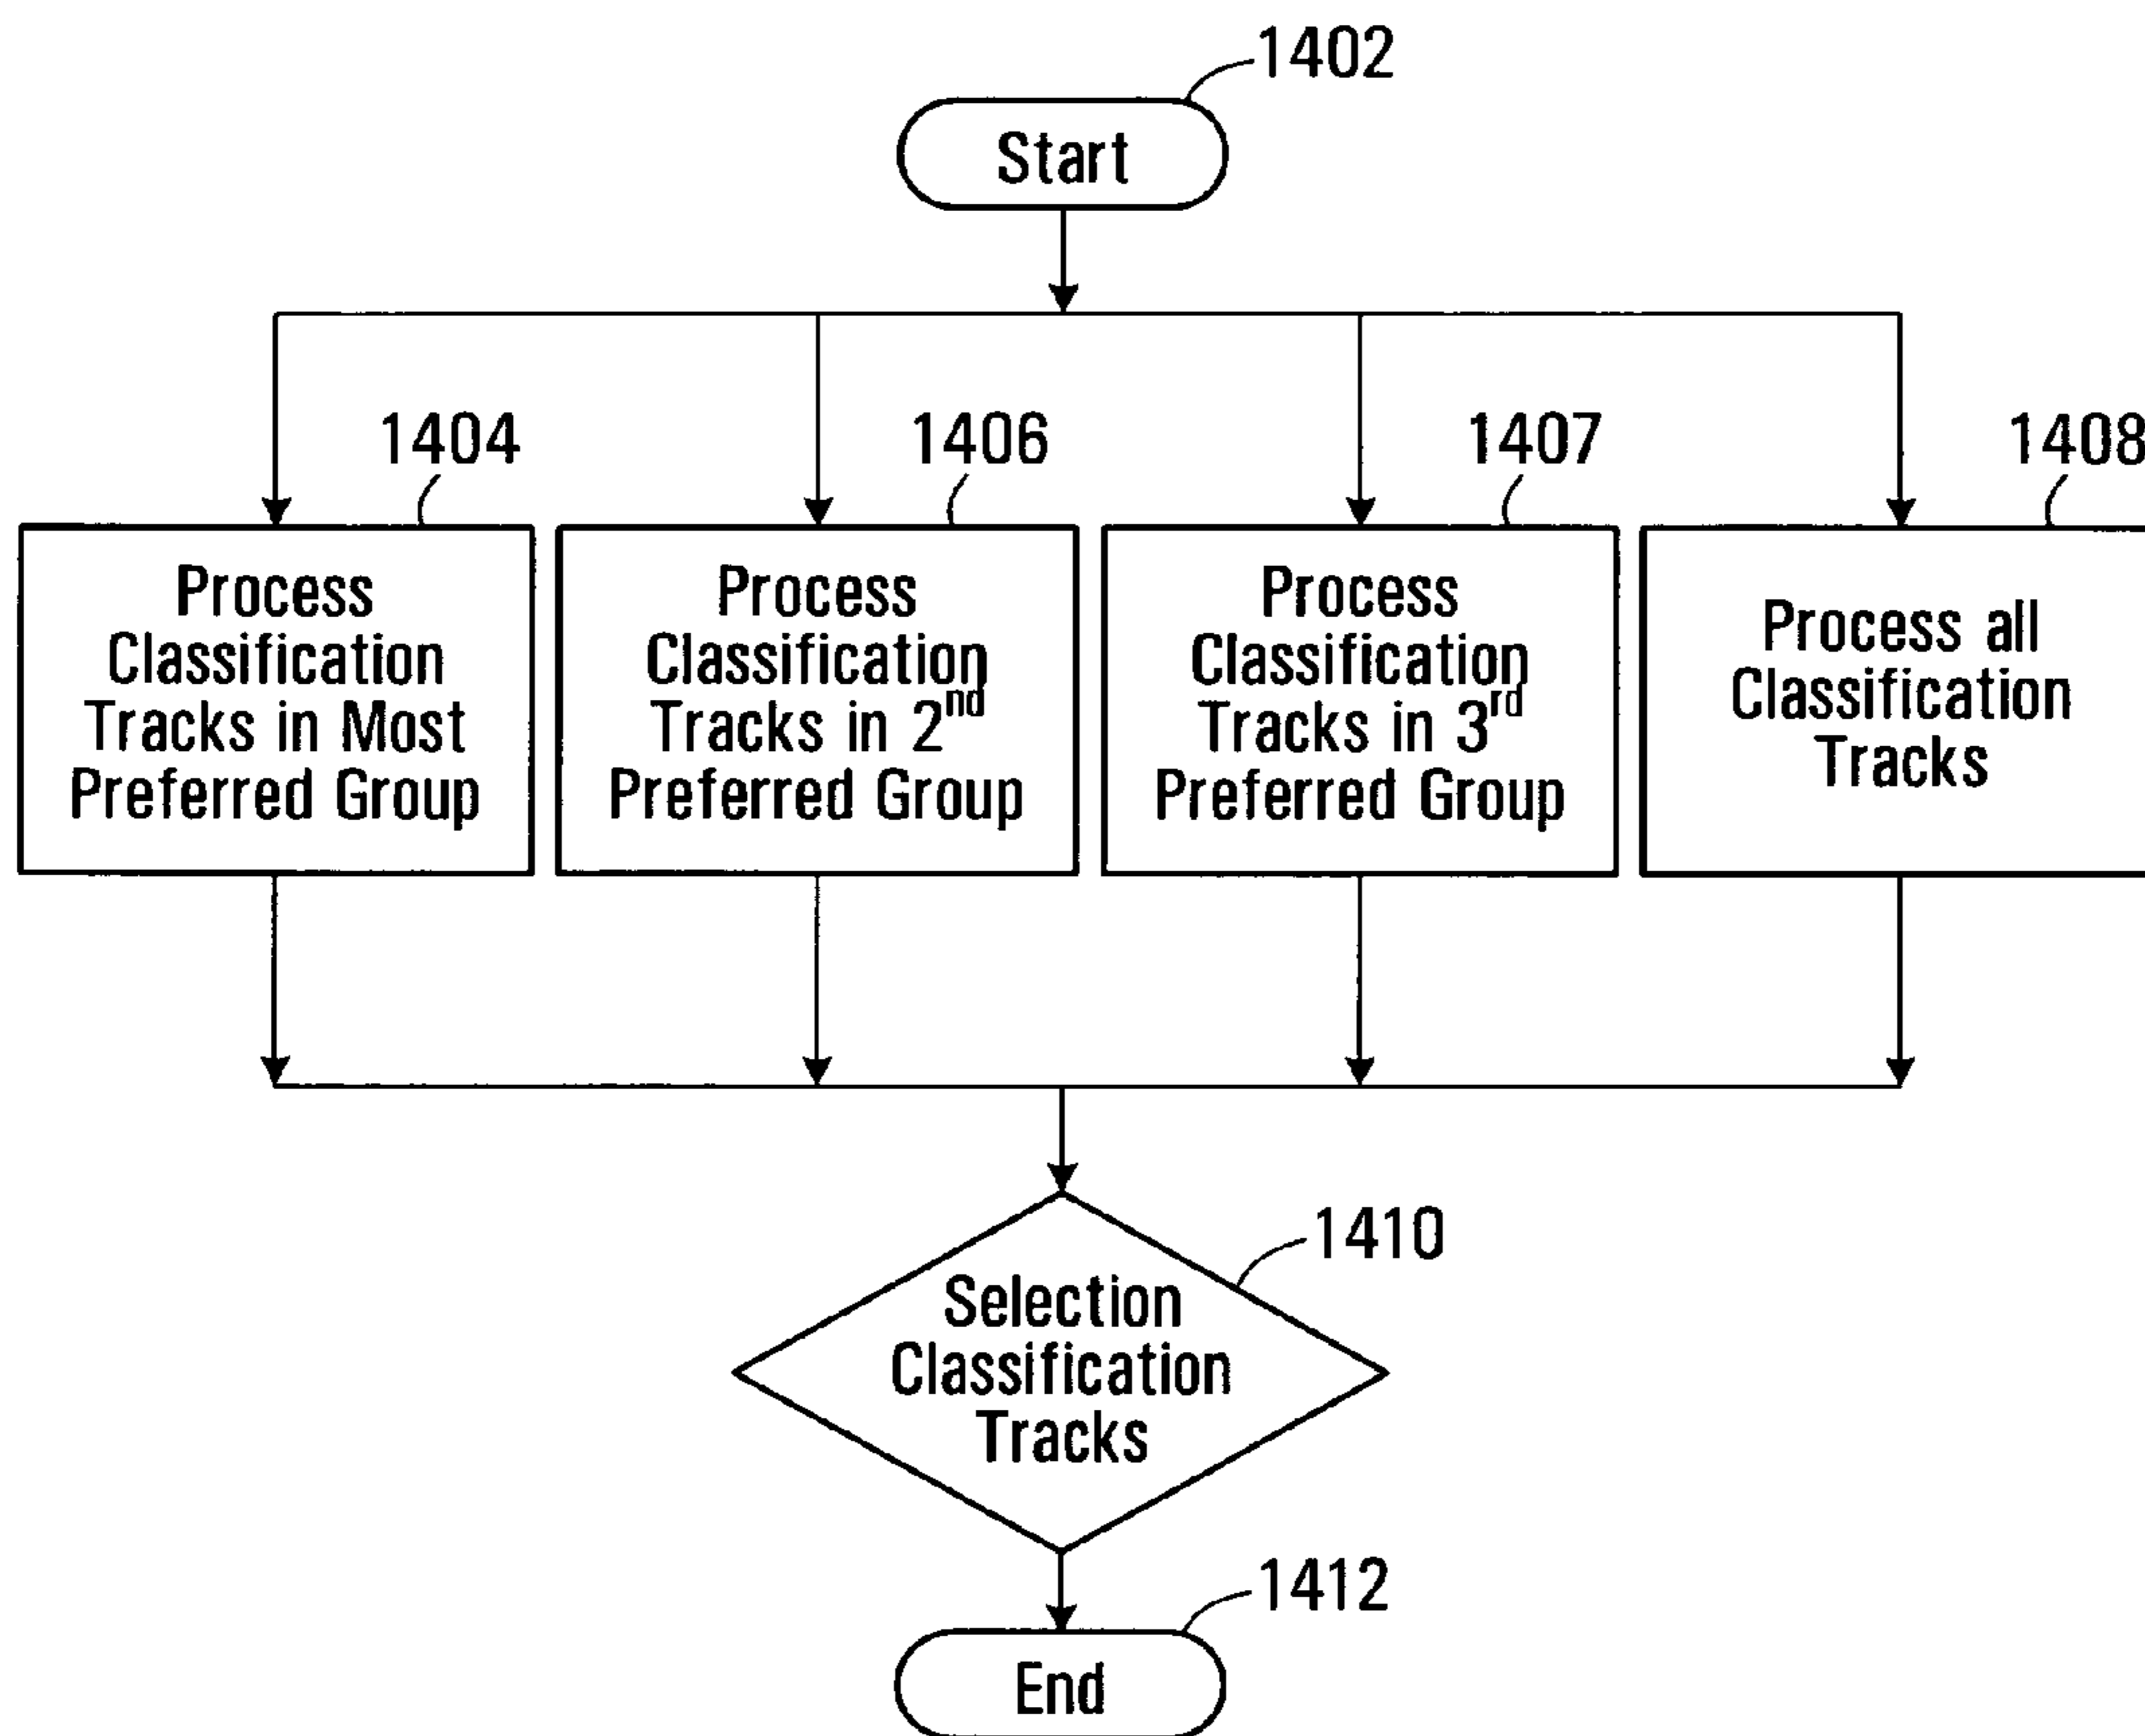 1402
Start
1404
1406
1407
1408
Process
Classification
Tracks in Most
Preferred Group
Process
Classification
Tracks in 2nd
Preferred Group
Process
Classification
Tracks in 3rd
Preferred Group
Process all
Classification
Tracks
1410
Selection
Classification
Tracks
1412
End